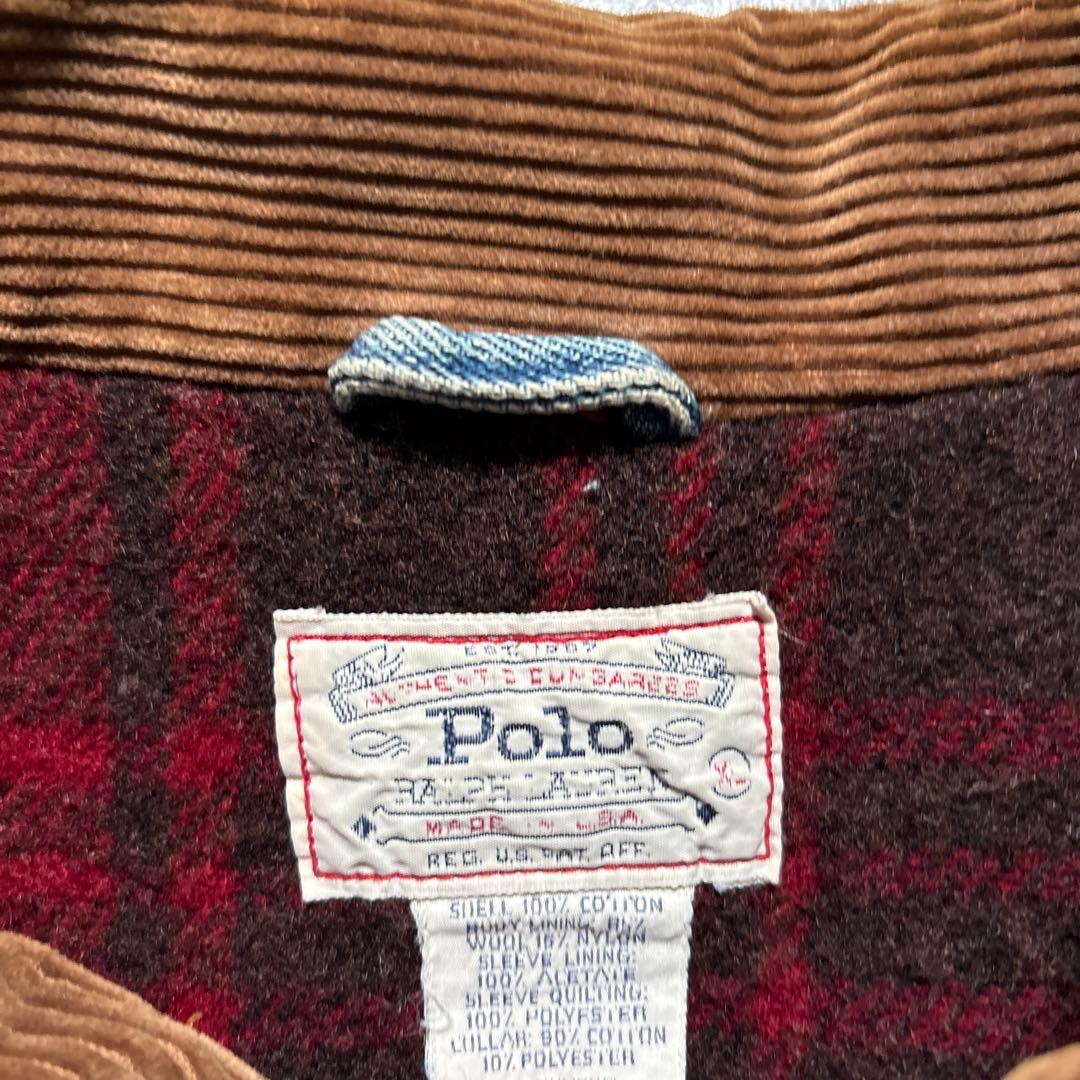 EST. 1967
AUTHENTIC DUNGAREES
Polo
RALPH LAUREN
XL
MADE IN U.S.A.
REG. U.S. PAT. OFF.
SHELL 100% COTTON
BODY LINING: 85%
WOOL 15% NYLON
SLEEVE LINING:
100% ACETATE
SLEEVE QUILTING:
100% POLYESTER
COLLAR: 90% COTTON
10% POLYESTER